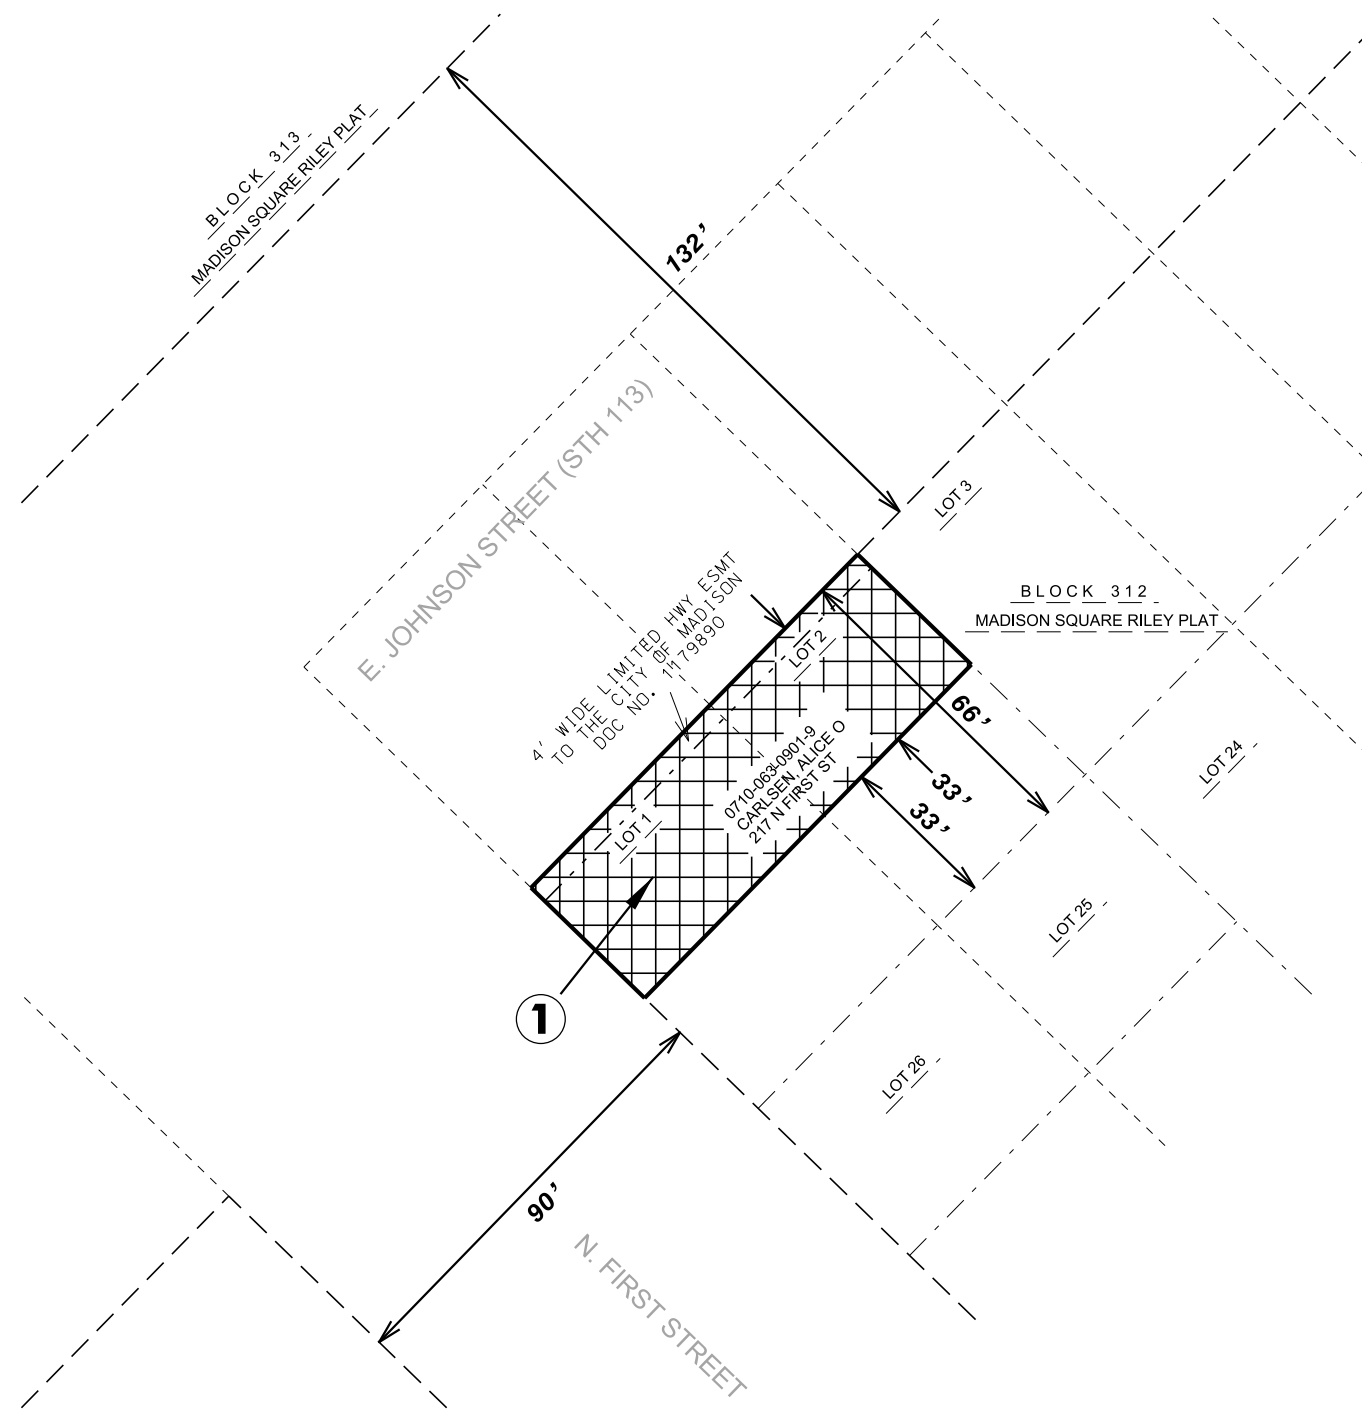 BLOCK 313
MADISON SQUARE RILEY PLAT
132’
E. JOHNSON STREET (STH 113)
LOT 3
4' WIDE LIMITED HWY ESMT
TO THE CITY OF MADISON
DOC NO. 1179890
LOT 2
BLOCK 312
MADISON SQUARE RILEY PLAT
66’
0710-063-0901-9
CARLSEN, ALICE O
217 N FIRST ST
33’
33’
LOT 24
LOT 1
LOT 25
1
LOT 26
90’
N. FIRST STREET